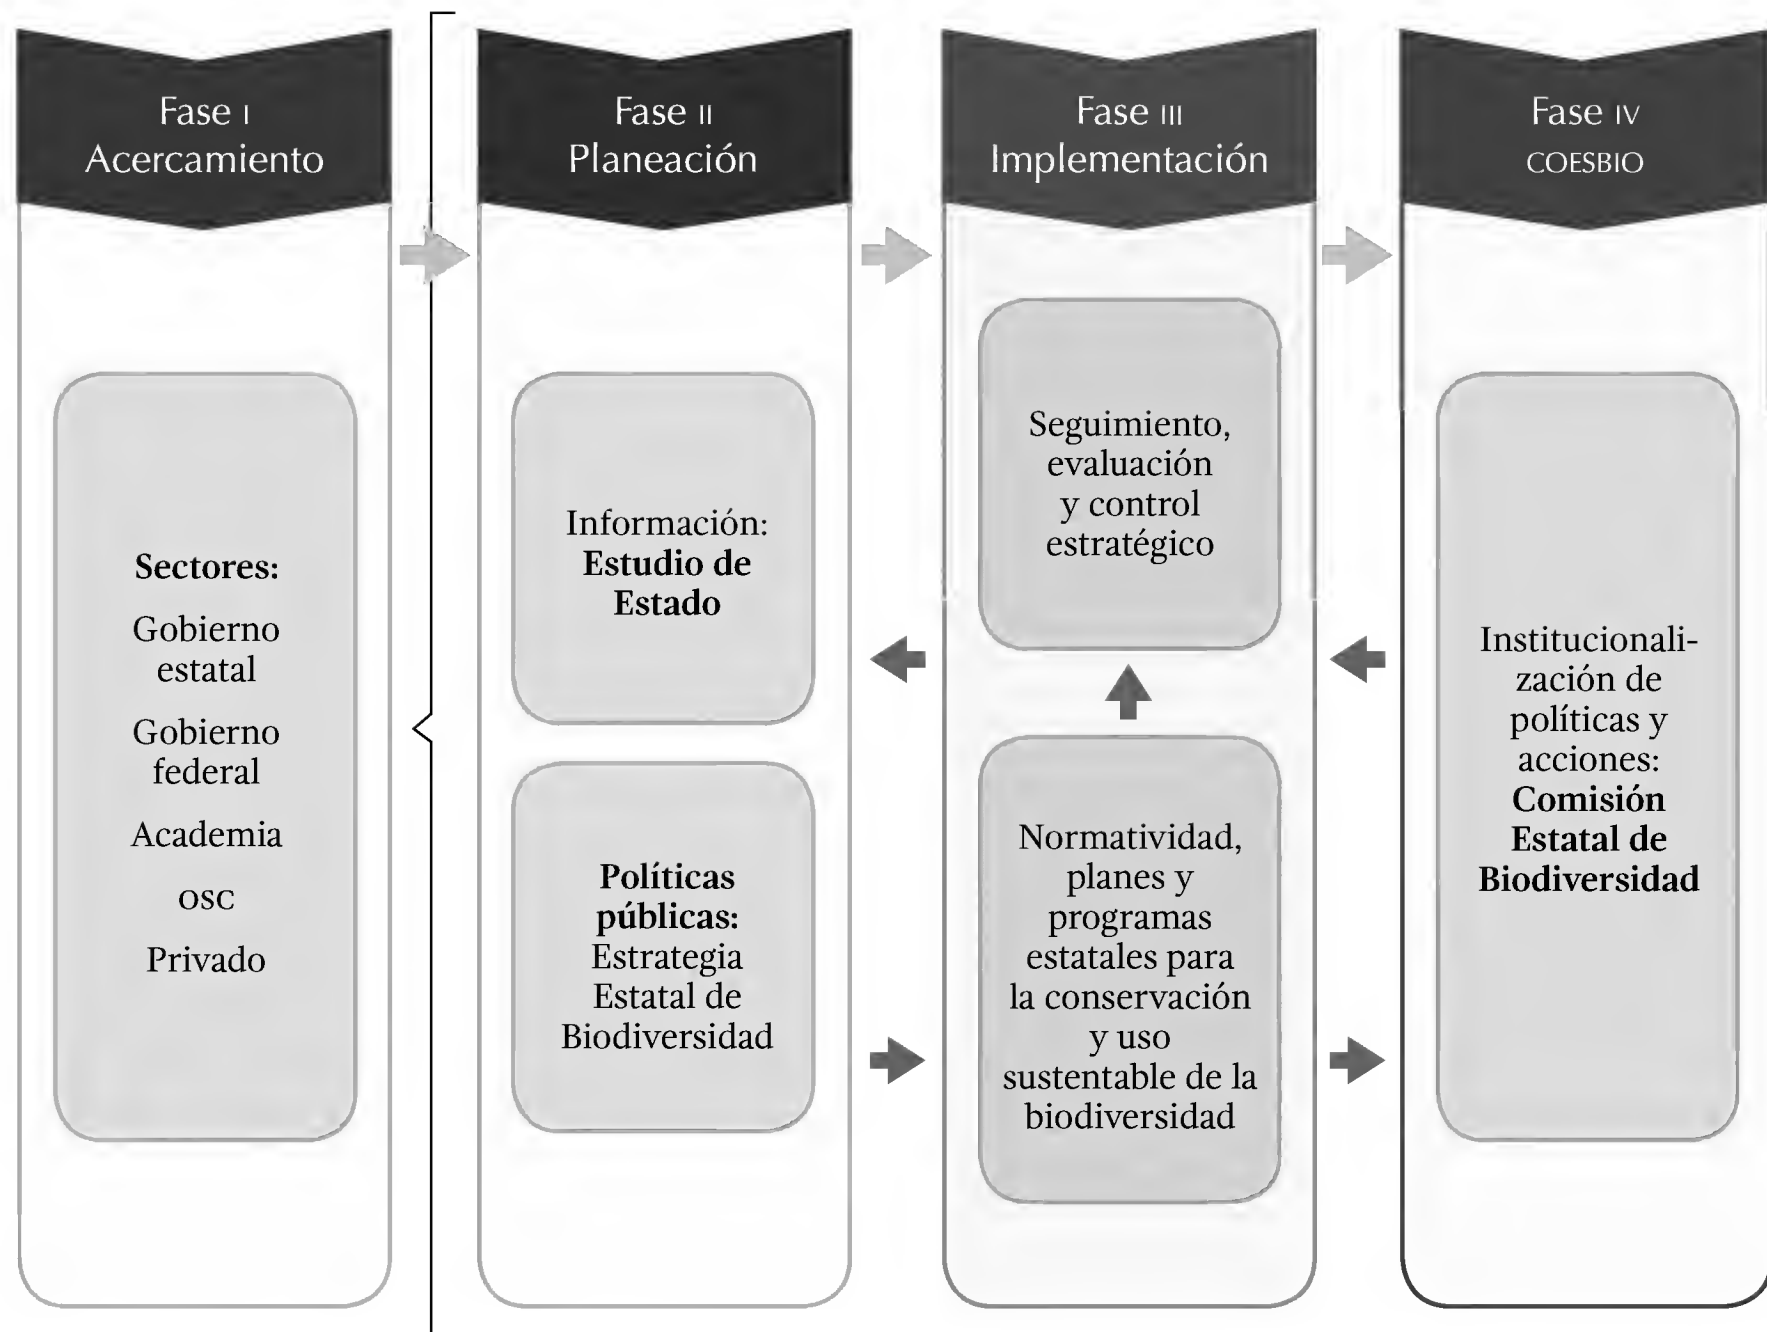 Fase I
Acercamiento
Sectores:
Gobierno
estatal
Gobierno
federal
Academia
OSC
Privado
Fase II
Planeación
Información:
Estudio de
Estado
Políticas
públicas:
Estrategia
Estatal de
Biodiversidad
Fase III
Implementación
Seguimiento,
evaluación
y control
estratégico
Normatividad,
planes y
programas
estatales para
la conservación
y uso
sustentable de la
biodiversidad
Fase IV
COESBIO
Institucionali-
zación de
políticas y
acciones:
Comisión
Estatal de
Biodiversidad